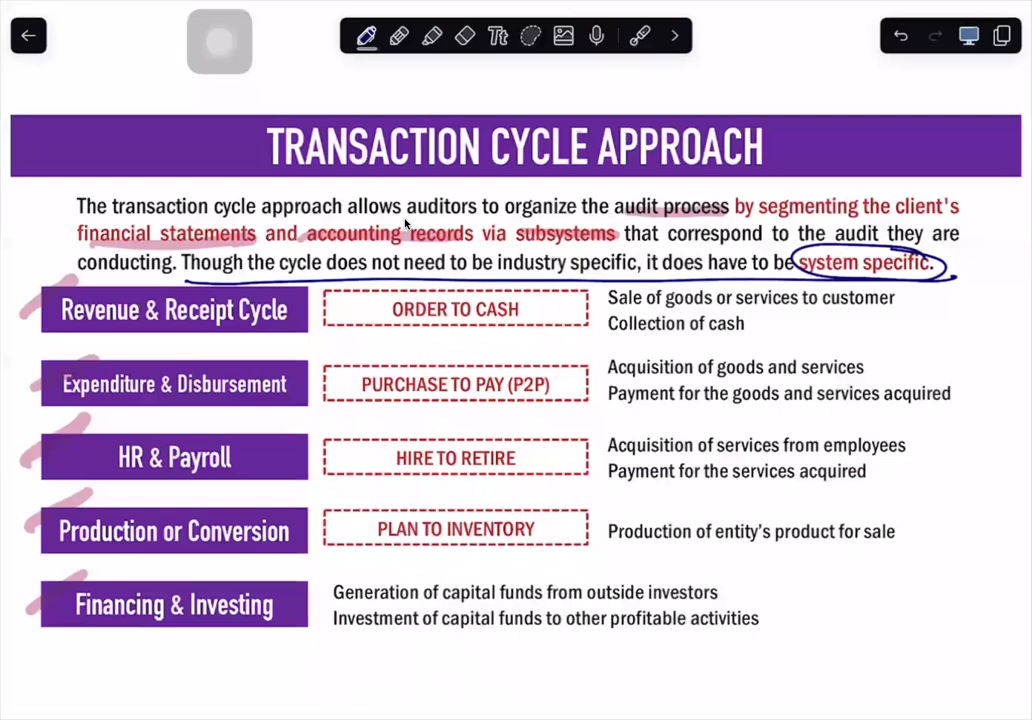 Tt
TRANSACTION CYCLE APPROACH
The transaction cycle approach allows auditors to organize the audit process by segmenting the client's
financial statements and accounting records via subsystems that correspond to the audit they are
conducting. Though the cycle does not need to be industry specific, it does have to be system specific.
Revenue & Receipt Cycle
ORDER TO CASH
Sale of goods or services to customer
Collection of cash
Expenditure & Disbursement
PURCHASE TO PAY (P2P)
Acquisition of goods and services
Payment for the goods and services acquired
HR & Payroll
HIRE TO RETIRE
Acquisition of services from employees
Payment for the services acquired
Production or Conversion
PLAN TO INVENTORY
Production of entity's product for sale
Financing & Investing
Generation of capital funds from outside investors
Investment of capital funds to other profitable activities